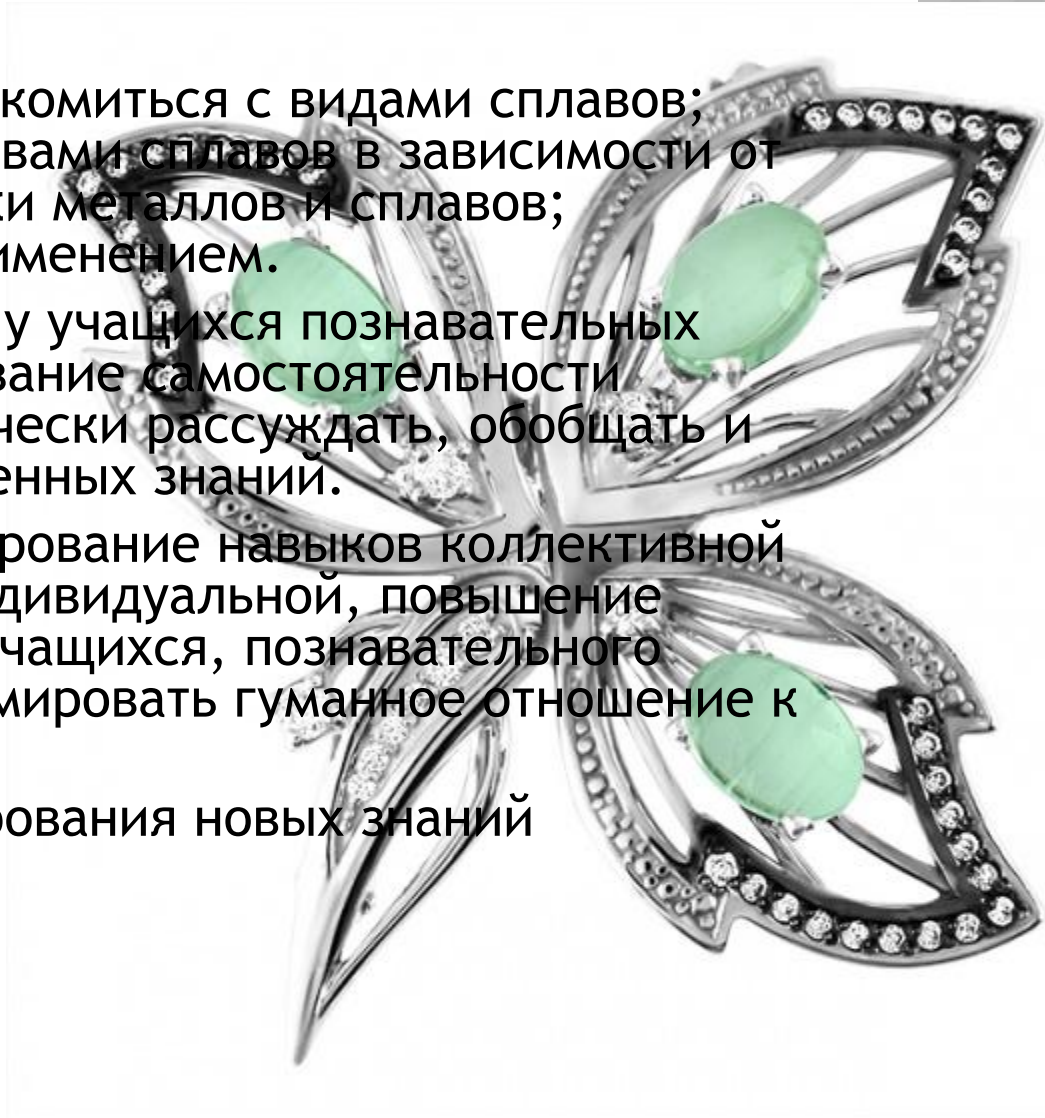 комиться с видами сплавов;
вами сплавов в зависимости от
ки металлов и сплавов;
именением.
у учащихся познавательных
вание самостоятельности
чески рассуждать, обобщать и
енных знаний.
рование навыков коллективной
дивидуальной, повышение
чащихся, познавательного
мировать гуманное отношение к
рования новых знаний